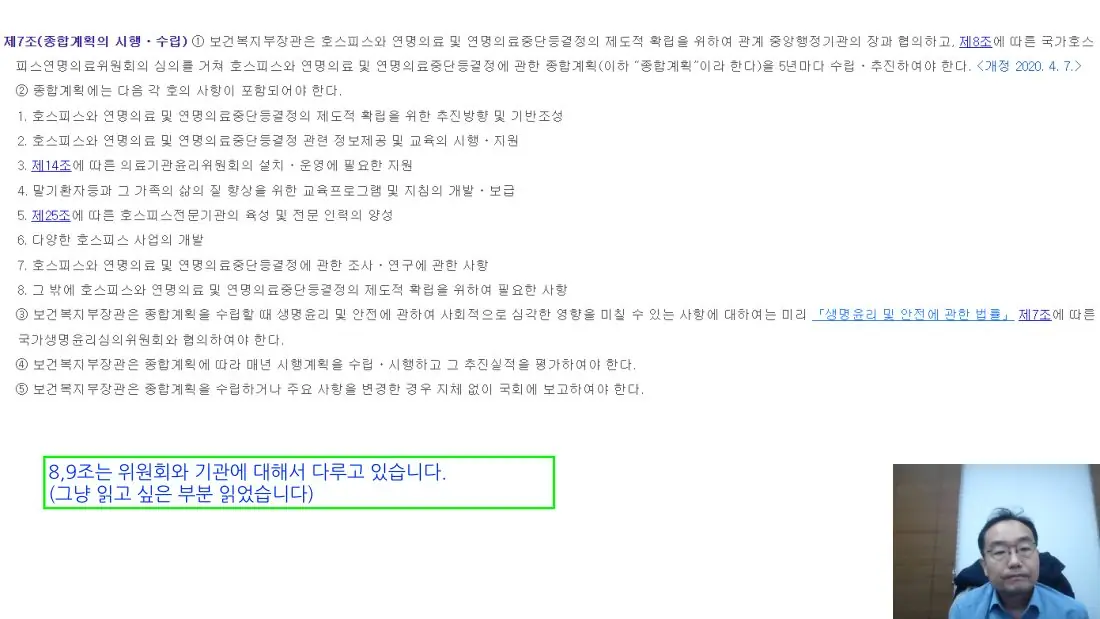 제7조(종합계획의 시행ㆍ수립) ① 보건복지부장관은 호스피스와 연명의료 및 연명의료중단등결정의 제도적 확립을 위하여 관계 중앙행정기관의 장과 협의하고, 제8조에 따른 국가호스
피스연명의료위원회의 심의를 거쳐 호스피스와 연명의료 및 연명의료중단등결정에 관한 종합계획(이하 “종합계획”이라 한다)을 5년마다 수립ㆍ추진하여야 한다. <개정 2020. 4. 7.>
② 종합계획에는 다음 각 호의 사항이 포함되어야 한다.
1. 호스피스와 연명의료 및 연명의료중단등결정의 제도적 확립을 위한 추진방향 및 기반조성
2. 호스피스와 연명의료 및 연명의료중단등결정 관련 정보제공 및 교육의 시행ㆍ지원
3. 제14조에 따른 의료기관윤리위원회의 설치ㆍ운영에 필요한 지원
4. 말기환자등과 그 가족의 삶의 질 향상을 위한 교육프로그램 및 지침의 개발ㆍ보급
5. 제25조에 따른 호스피스전문기관의 육성 및 전문 인력의 양성
6. 다양한 호스피스 사업의 개발
7. 호스피스와 연명의료 및 연명의료중단등결정에 관한 조사ㆍ연구에 관한 사항
8. 그 밖에 호스피스와 연명의료 및 연명의료중단등결정의 제도적 확립을 위하여 필요한 사항
③ 보건복지부장관은 종합계획을 수립할 때 생명윤리 및 안전에 관하여 사회적으로 심각한 영향을 미칠 수 있는 사항에 대하여는 미리 「생명윤리 및 안전에 관한 법률」 제7조에 따른
국가생명윤리심의위원회와 협의하여야 한다.
④ 보건복지부장관은 종합계획에 따라 매년 시행계획을 수립ㆍ시행하고 그 추진실적을 평가하여야 한다.
⑤ 보건복지부장관은 종합계획을 수립하거나 주요 사항을 변경한 경우 지체 없이 국회에 보고하여야 한다.
8,9조는 위원회와 기관에 대해서 다루고 있습니다.
(그냥 읽고 싶은 부분 읽었습니다)